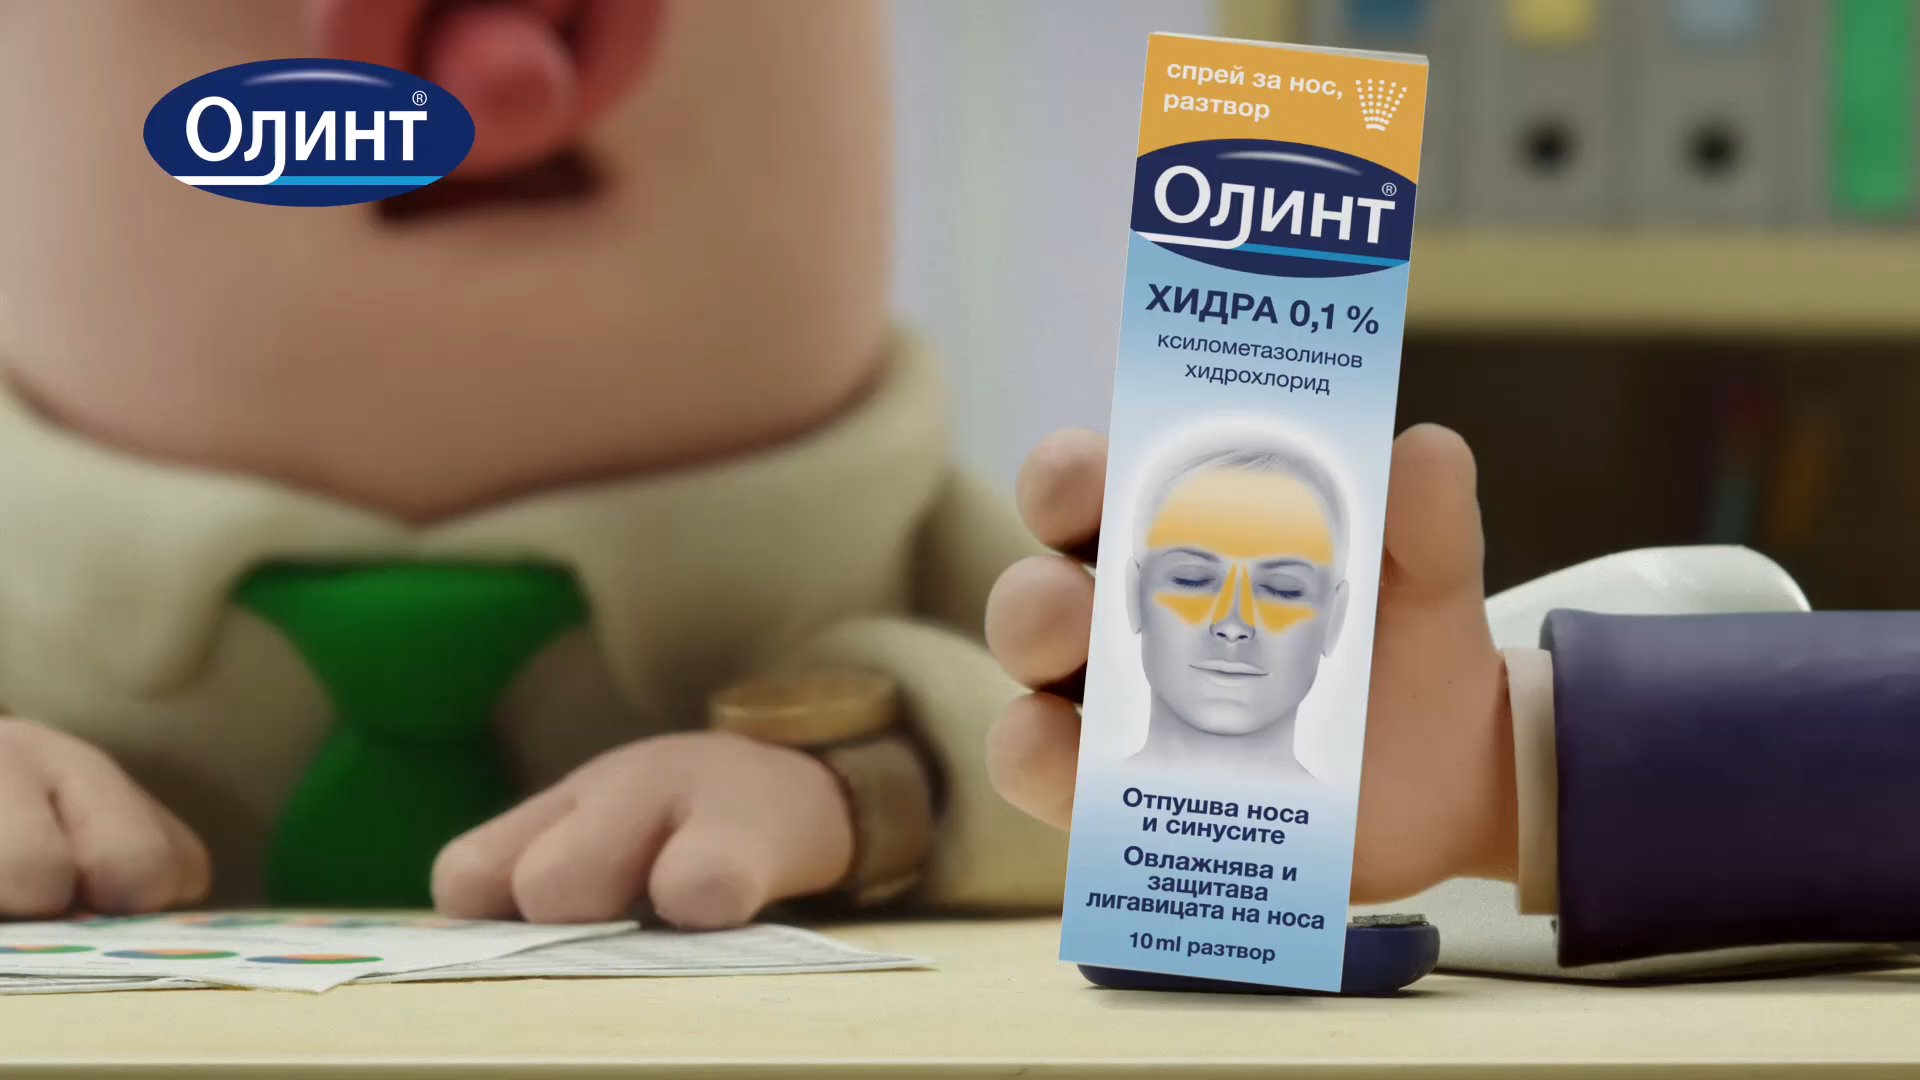 Олинт®
спрей за нос,
разтвор
Олинт®
ХИДРА 0,1 %
ксилометазолинов
хидрохлорид
Отпушва носа
и синусите
Овлажнява и
защитава
лигавицата на носа
10 ml разтвор